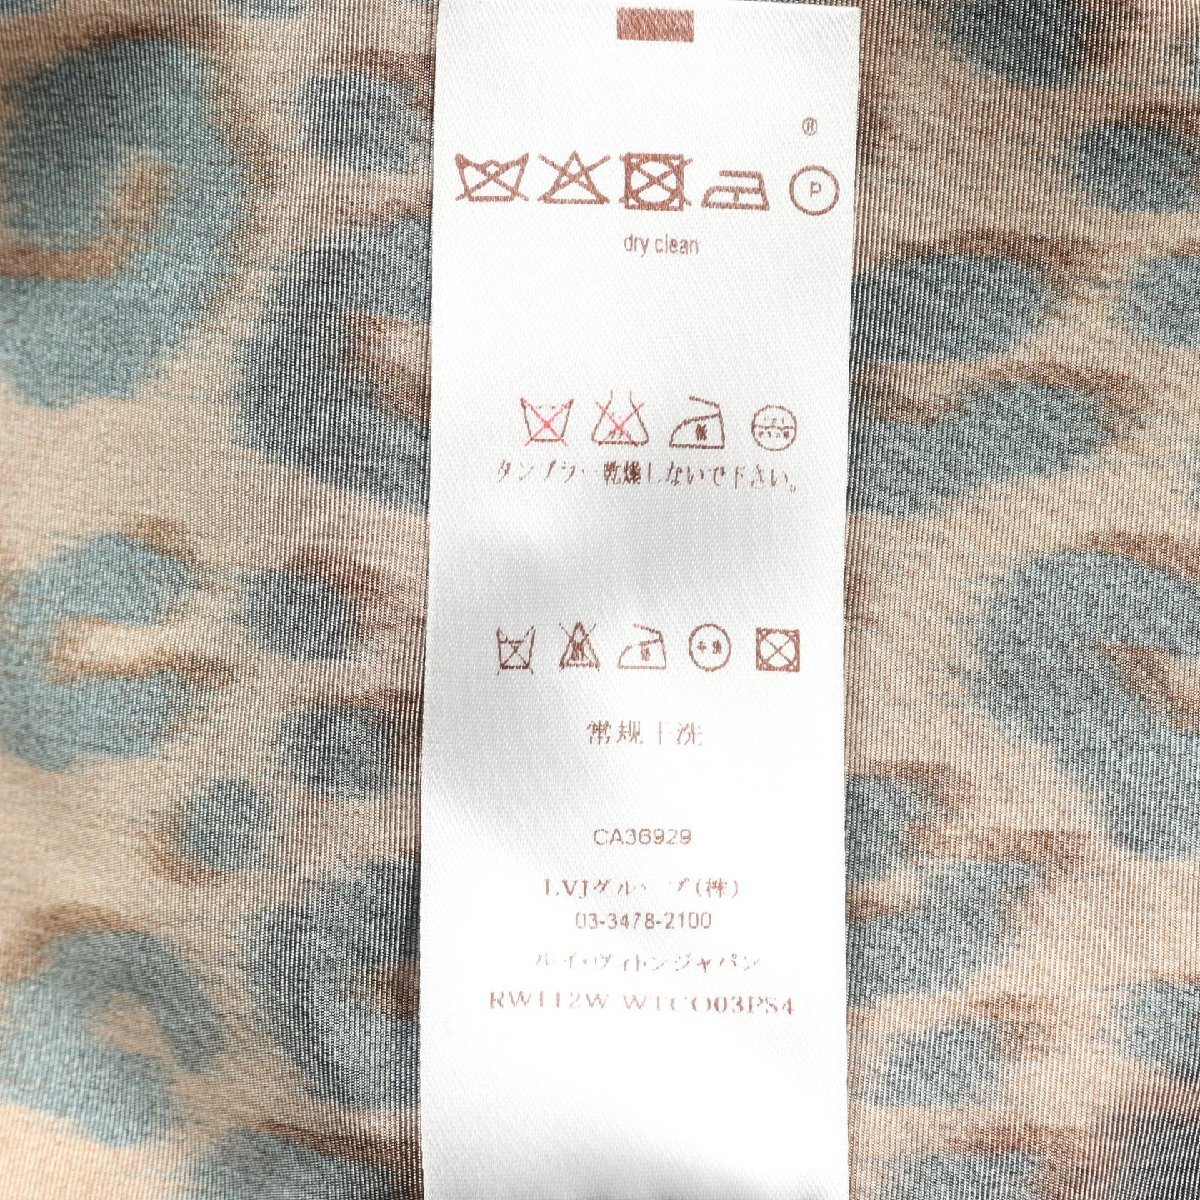 ®
P
dry clean
タンブラー乾燥しないで下さい。
常规干洗
CA36929
LVJグループ(株)
03-3478-2100
ルイ・ヴィトンジャパン
RW112W W1CO03PS4